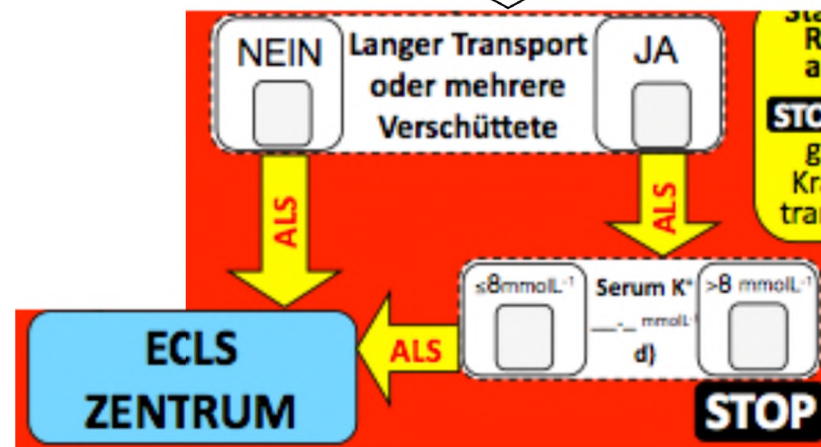 NEIN
Langer Transport
oder mehrere
Verschüttete
JA
ALS
ALS
≤8mmolL⁻¹
Serum K⁺
__._ mmolL⁻¹
d)
>8 mmolL⁻¹
ALS
ECLS
ZENTRUM
STOP